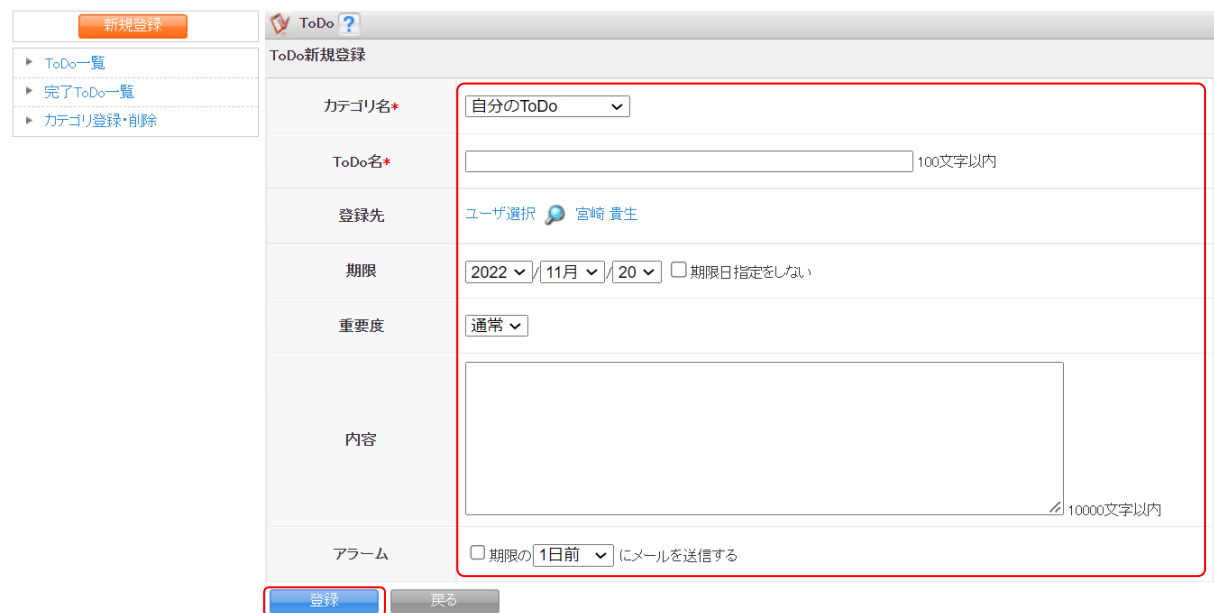 新規登録
ToDo一覧
完了ToDo一覧
カテゴリ登録・削除
ToDo ?
ToDo新規登録
カテゴリ名* 自分のToDo
ToDo名* 100文字以内
登録先 ユーザ選択 宮崎 貴生
期限 2022 / 11月 / 20 期限日指定をしない
重要度 通常
内容 10000文字以内
アラーム 期限の 1日前 にメールを送信する
登録 戻る